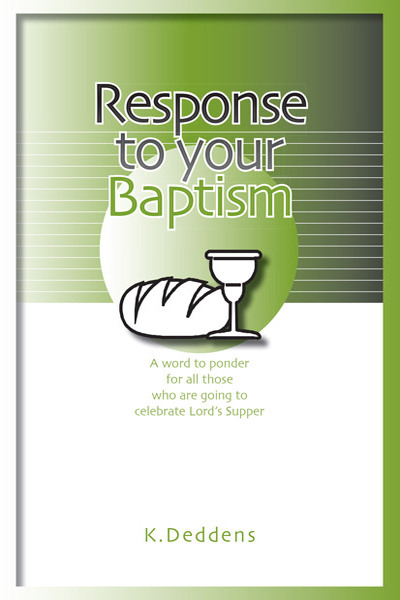 Response
to your
Baptism
A word to ponder
for all those
who are going to
celebrate Lord's Supper
K.Deddens